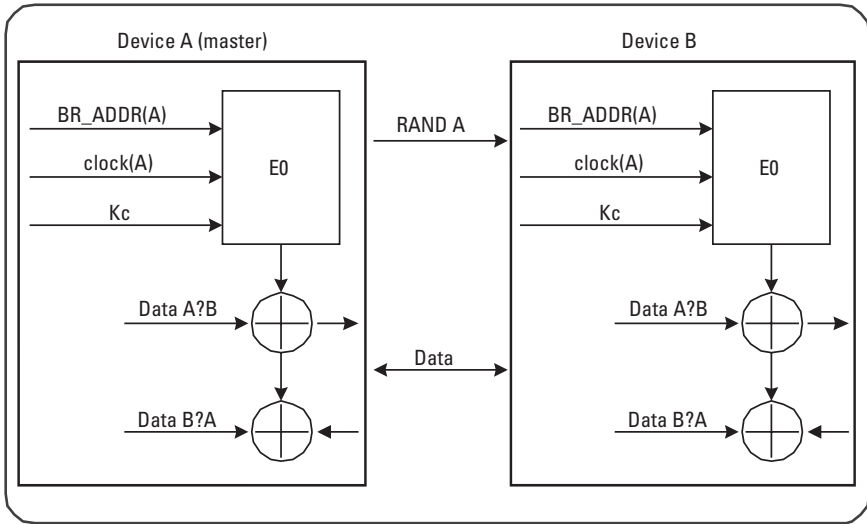 Device A (master)
Device B
BR_ADDR(A)
clock(A)
Kc
E0
Data A?B
Data B?A
RAND A
Data
BR_ADDR(A)
clock(A)
Kc
E0
Data A?B
Data B?A